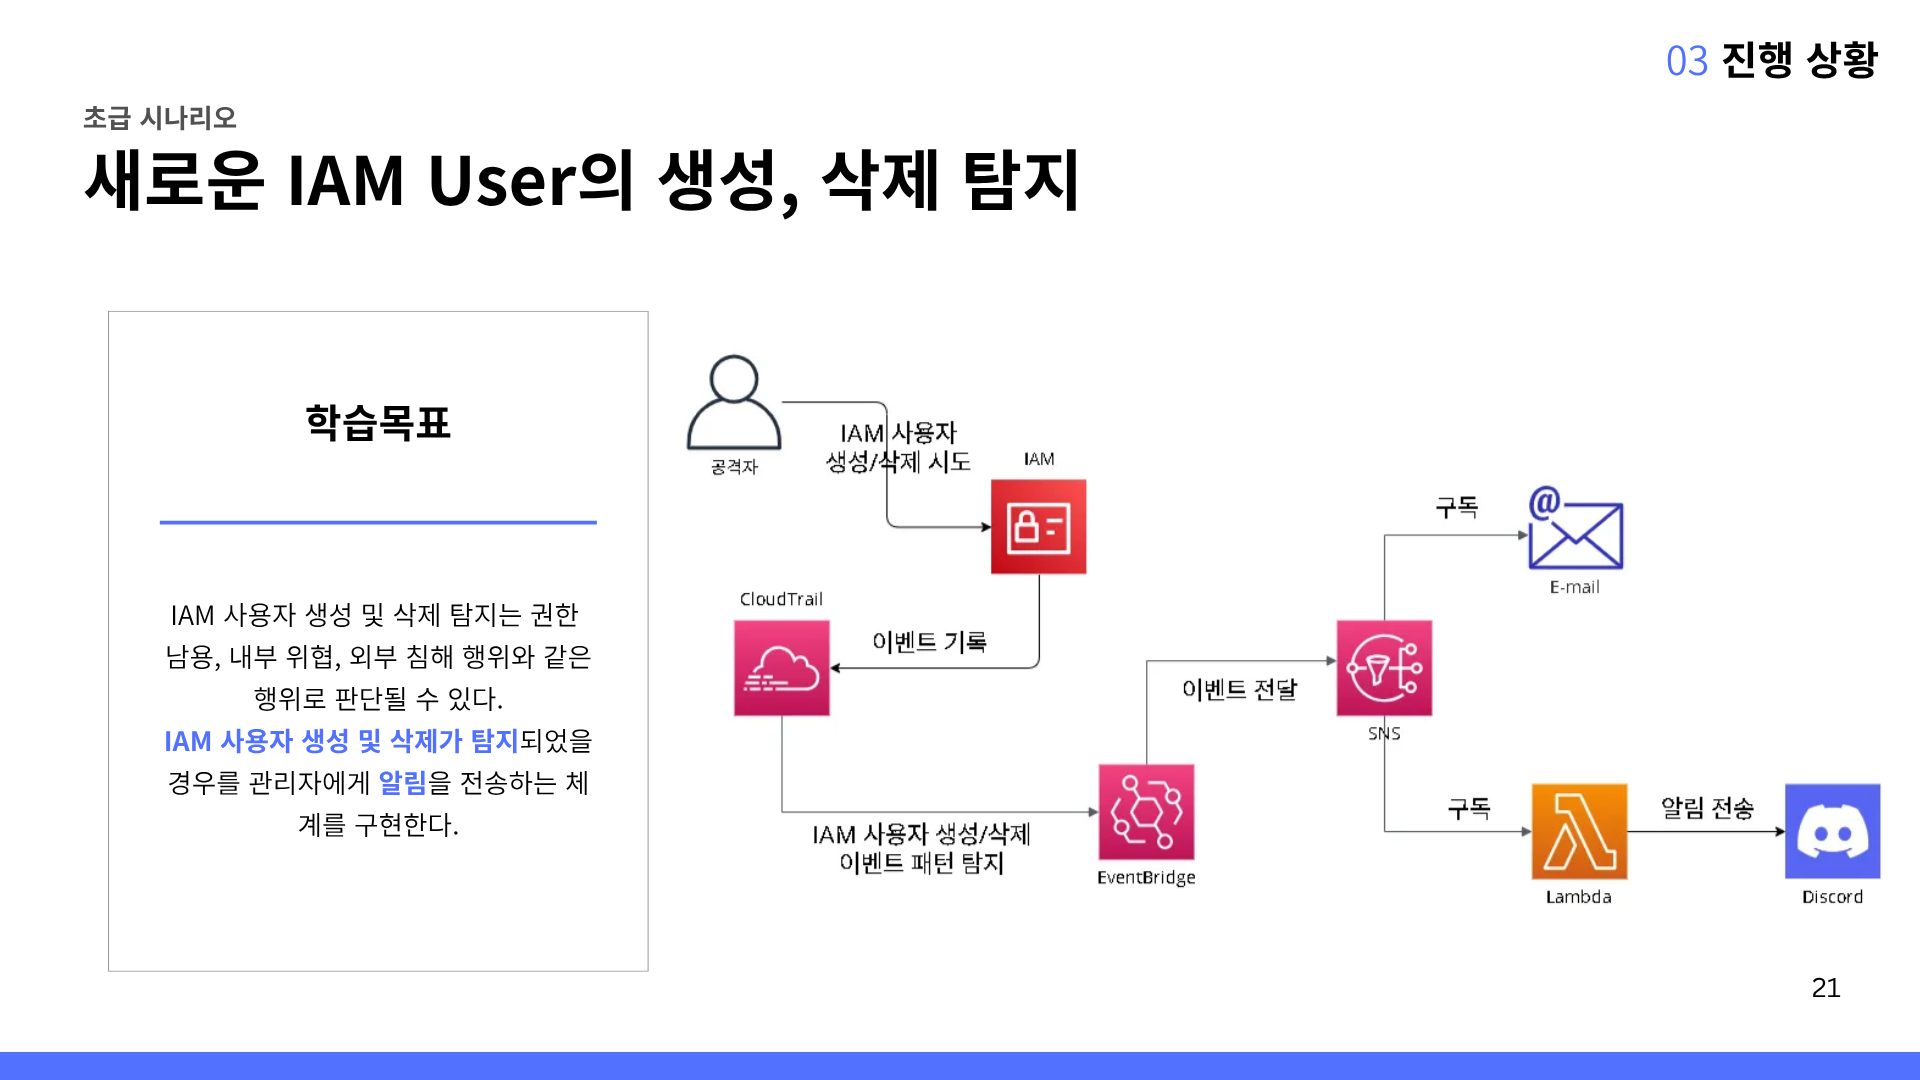 03 진행 상황
초급 시나리오
새로운 IAM User의 생성, 삭제 탐지
학습목표
IAM 사용자 생성 및 삭제 탐지는 권한
남용, 내부 위협, 외부 침해 행위와 같은
행위로 판단될 수 있다.
IAM 사용자 생성 및 삭제가 탐지되었을
경우를 관리자에게 알림을 전송하는 체
계를 구현한다.
공격자
IAM 사용자
생성/삭제 시도
IAM
CloudTrail
이벤트 기록
IAM 사용자 생성/삭제
이벤트 패턴 탐지
EventBridge
이벤트 전달
SNS
구독
E-mail
구독
Lambda
알림 전송
Discord
21